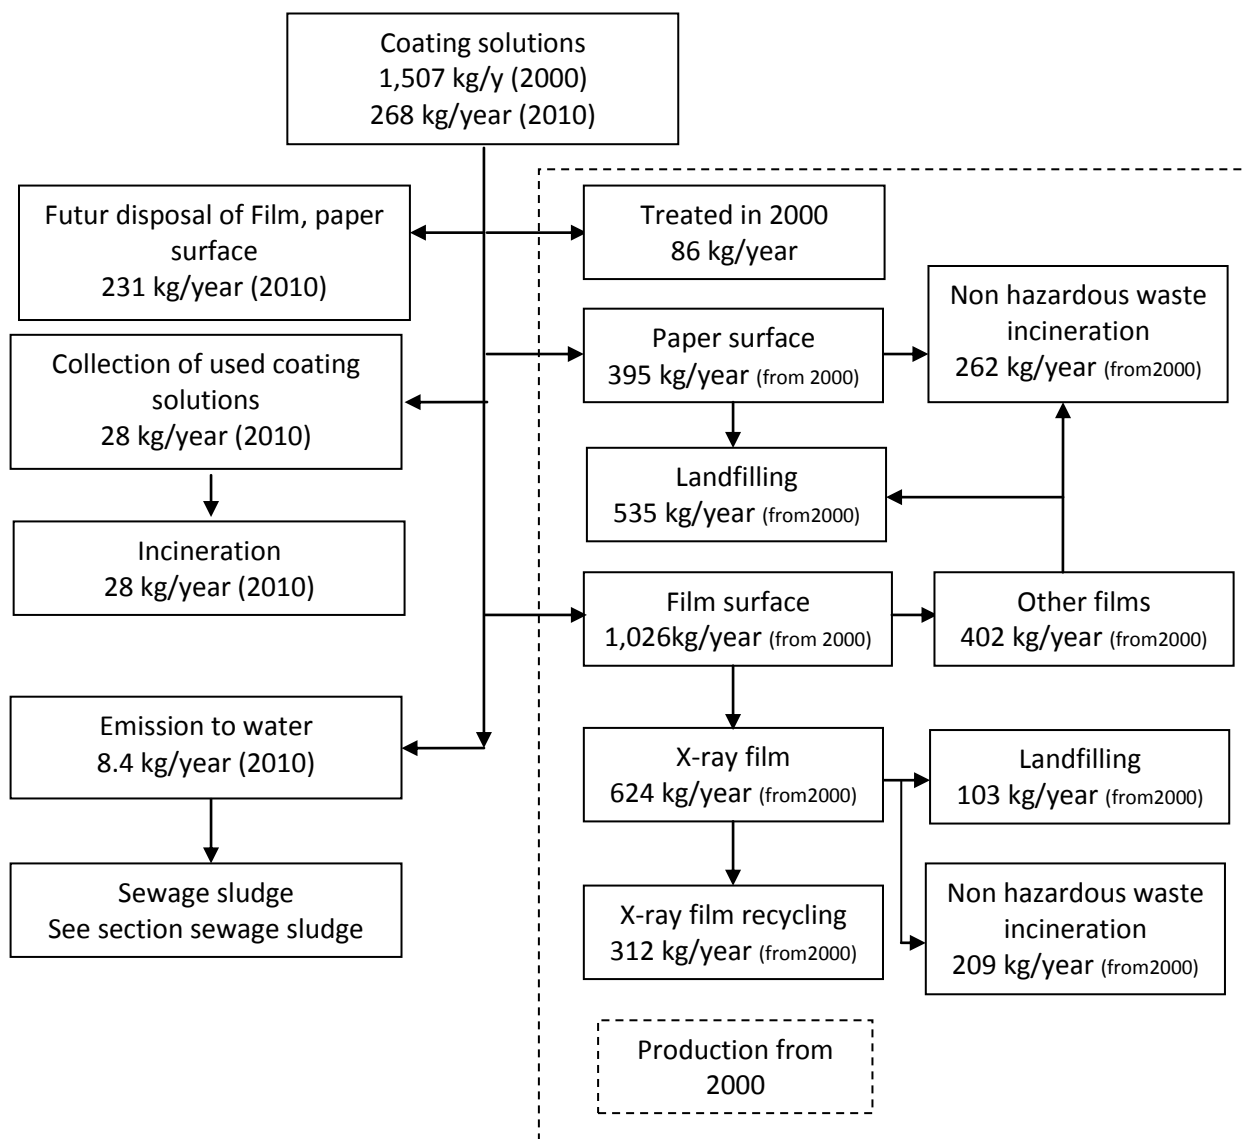 Coating solutions
1,507 kg/y (2000)
268 kg/year (2010)
Futur disposal of Film, paper
surface
231 kg/year (2010)
Treated in 2000
86 kg/year
Non hazardous waste
incineration
262 kg/year (from2000)
Paper surface
395 kg/year (from 2000)
Collection of used coating
solutions
28 kg/year (2010)
Landfilling
535 kg/year (from2000)
Incineration
28 kg/year (2010)
Film surface
1,026kg/year (from 2000)
Other films
402 kg/year (from2000)
Emission to water
8.4 kg/year (2010)
X-ray film
624 kg/year (from2000)
Landfilling
103 kg/year (from2000)
Sewage sludge
See section sewage sludge
X-ray film recycling
312 kg/year (from2000)
Non hazardous waste
incineration
209 kg/year (from2000)
Production from
2000